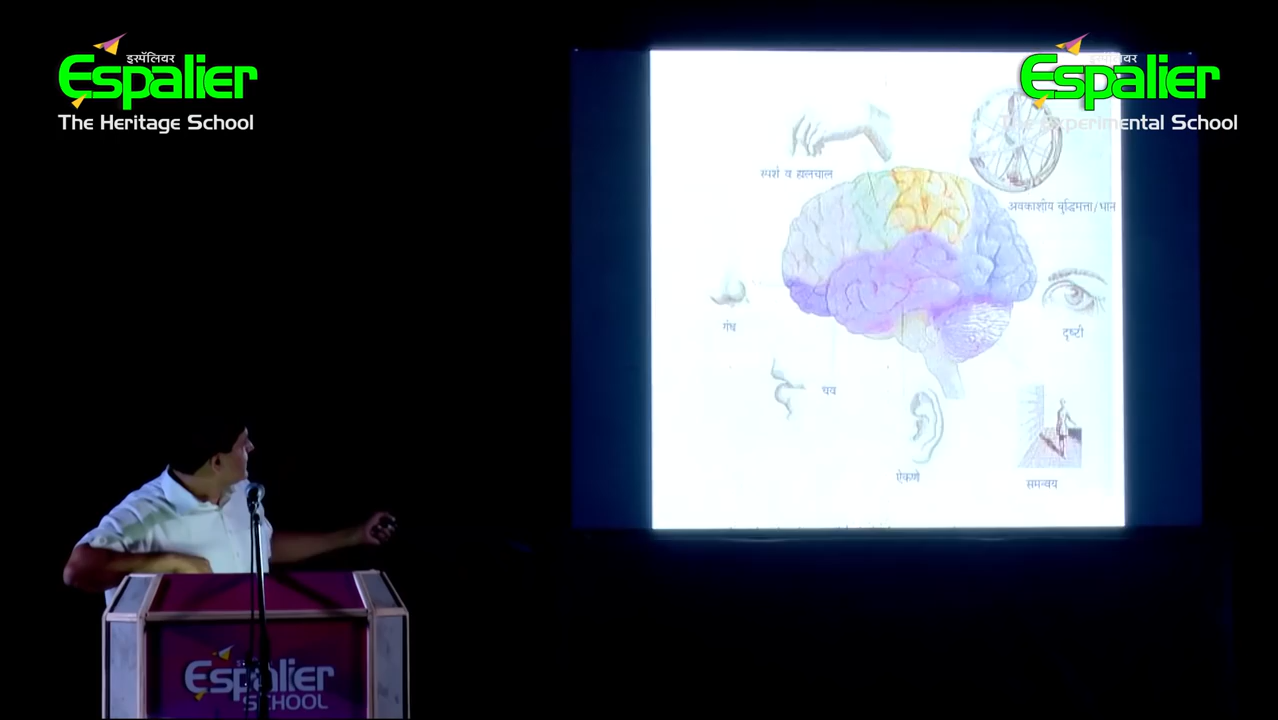 इस्पॅलियर
Espalier
The Heritage School
इस्पॅलियर
Espalier
The Experimental School
स्पर्श व हालचाल
अवकाशीय बुद्धिमत्ता/भान
गंध
दृष्टी
चव
ऐकणे
समन्वय
Espalier
SCHOOL